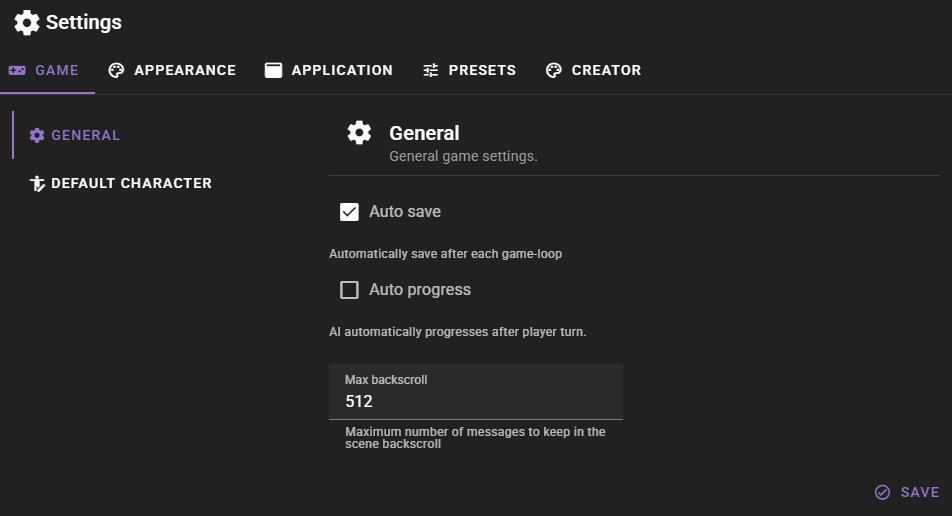 Settings
GAME APPEARANCE APPLICATION PRESETS CREATOR
GENERAL
DEFAULT CHARACTER
General
General game settings.
Auto save
Automatically save after each game-loop
Auto progress
AI automatically progresses after player turn.
Max backscroll
512
Maximum number of messages to keep in the
scene backscroll
SAVE